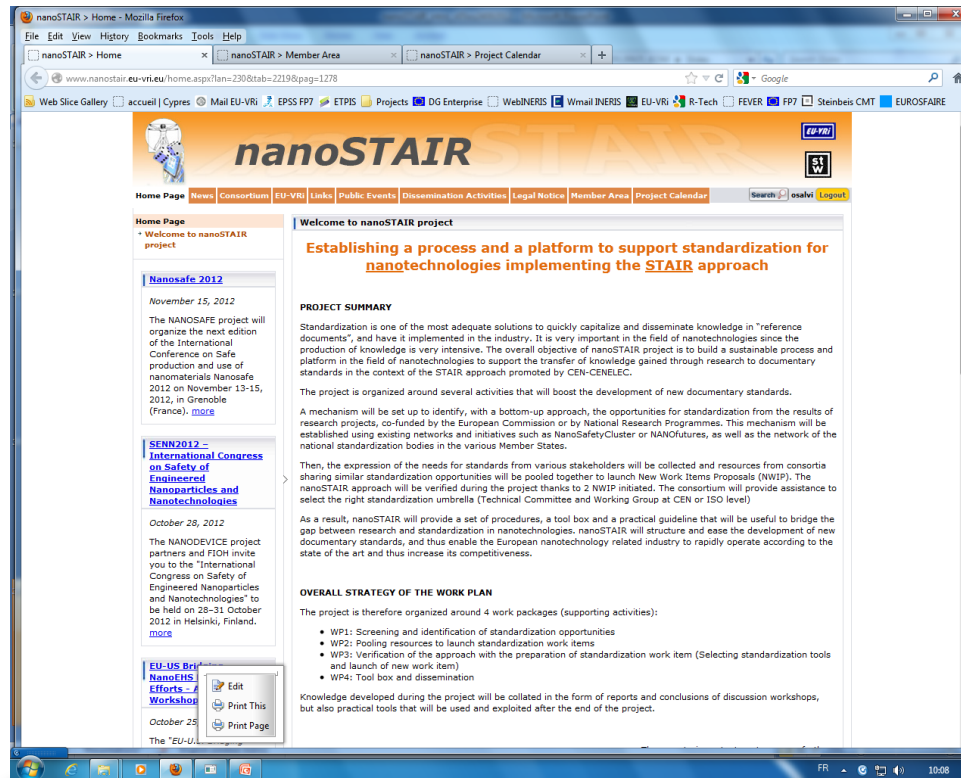 nanoSTAIR > Home - Mozilla Firefox
File Edit View History Bookmarks Tools Help
nanoSTAIR > Home
nanoSTAIR > Member Area
nanoSTAIR > Project Calendar
www.nanostair.eu-vri.eu/home.aspx?lan=230&tab=2219&pag=1278
Google
Web Slice Gallery accueil | Cypres Mail EU-VRi EPSS FP7 ETPIS Projects DG Enterprise WebINERIS Wmail INERIS EU-VRi R-Tech FEVER FP7 Steinbeis CMT EUROSFAIRE
nanoSTAIR
EU-VRi
st
w
Home Page News Consortium EU-VRi Links Public Events Dissemination Activities Legal Notice Member Area Project Calendar
Search osalvi Logout
Home Page
Welcome to nanoSTAIR
project
Nanosafe 2012
November 15, 2012
The NANOSAFE project will
organize the next edition
of the International
Conference on Safe
production and use of
nanomaterials Nanosafe
2012 on November 13-15,
2012, in Grenoble
(France). more
SENN2012 –
International Congress
on Safety of
Engineered
Nanoparticles and
Nanotechnologies
October 28, 2012
The NANODEVICE project
partners and FIOH invite
you to the "International
Congress on Safety of
Engineered Nanoparticles
and Nanotechnologies" to
be held on 28–31 October
2012 in Helsinki, Finland.
more
EU-US Bridging
NanoEHS
Efforts - A
Workshop
October 25
The "EU-U.S.
Edit
Print This
Print Page
Welcome to nanoSTAIR project
Establishing a process and a platform to support standardization for
nanotechnologies implementing the STAIR approach
PROJECT SUMMARY
Standardization is one of the most adequate solutions to quickly capitalize and disseminate knowledge in "reference
documents", and have it implemented in the industry. It is very important in the field of nanotechnologies since the
production of knowledge is very intensive. The overall objective of nanoSTAIR project is to build a sustainable process and
platform in the field of nanotechnologies to support the transfer of knowledge gained through research to documentary
standards in the context of the STAIR approach promoted by CEN-CENELEC.
The project is organized around several activities that will boost the development of new documentary standards.
A mechanism will be set up to identify, with a bottom-up approach, the opportunities for standardization from the results of
research projects, co-funded by the European Commission or by National Research Programmes. This mechanism will be
established using existing networks and initiatives such as NanoSafetyCluster or NANOfutures, as well as the network of the
national standardization bodies in the various Member States.
Then, the expression of the needs for standards from various stakeholders will be collected and resources from consortia
sharing similar standardization opportunities will be pooled together to launch New Work Items Proposals (NWIP). The
nanoSTAIR approach will be verified during the project thanks to 2 NWIP initiated. The consortium will provide assistance to
select the right standardization umbrella (Technical Committee and Working Group at CEN or ISO level)
As a result, nanoSTAIR will provide a set of procedures, a tool box and a practical guideline that will be useful to bridge the
gap between research and standardization in nanotechnologies. nanoSTAIR will structure and ease the development of new
documentary standards, and thus enable the European nanotechnology related industry to rapidly operate according to the
state of the art and thus increase its competitiveness.
OVERALL STRATEGY OF THE WORK PLAN
The project is therefore organized around 4 work packages (supporting activities):
• WP1: Screening and identification of standardization opportunities
• WP2: Pooling resources to launch standardization work items
• WP3: Verification of the approach with the preparation of standardization work item (Selecting standardization tools
and launch of new work item)
• WP4: Tool box and dissemination
Knowledge developed during the project will be collated in the form of reports and conclusions of discussion workshops,
but also practical tools that will be used and exploited after the end of the project.
FR 10:08